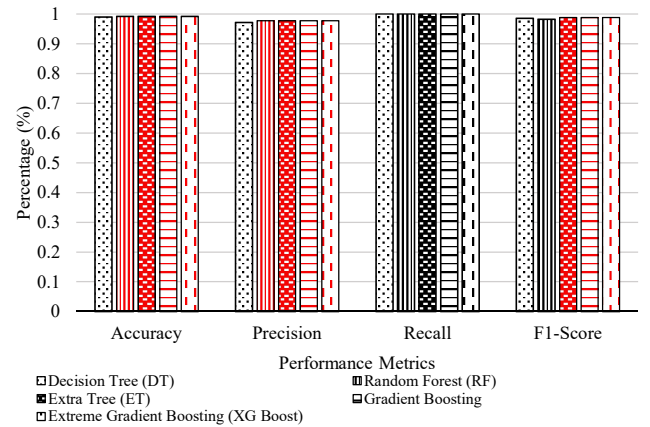 1
0.9
0.8
0.7
0.6
0.5
0.4
0.3
0.2
0.1
0
Percentage (%)
Accuracy Precision Recall F1-Score
Performance Metrics
Decision Tree (DT) Random Forest (RF)
Extra Tree (ET) Gradient Boosting
Extreme Gradient Boosting (XG Boost)